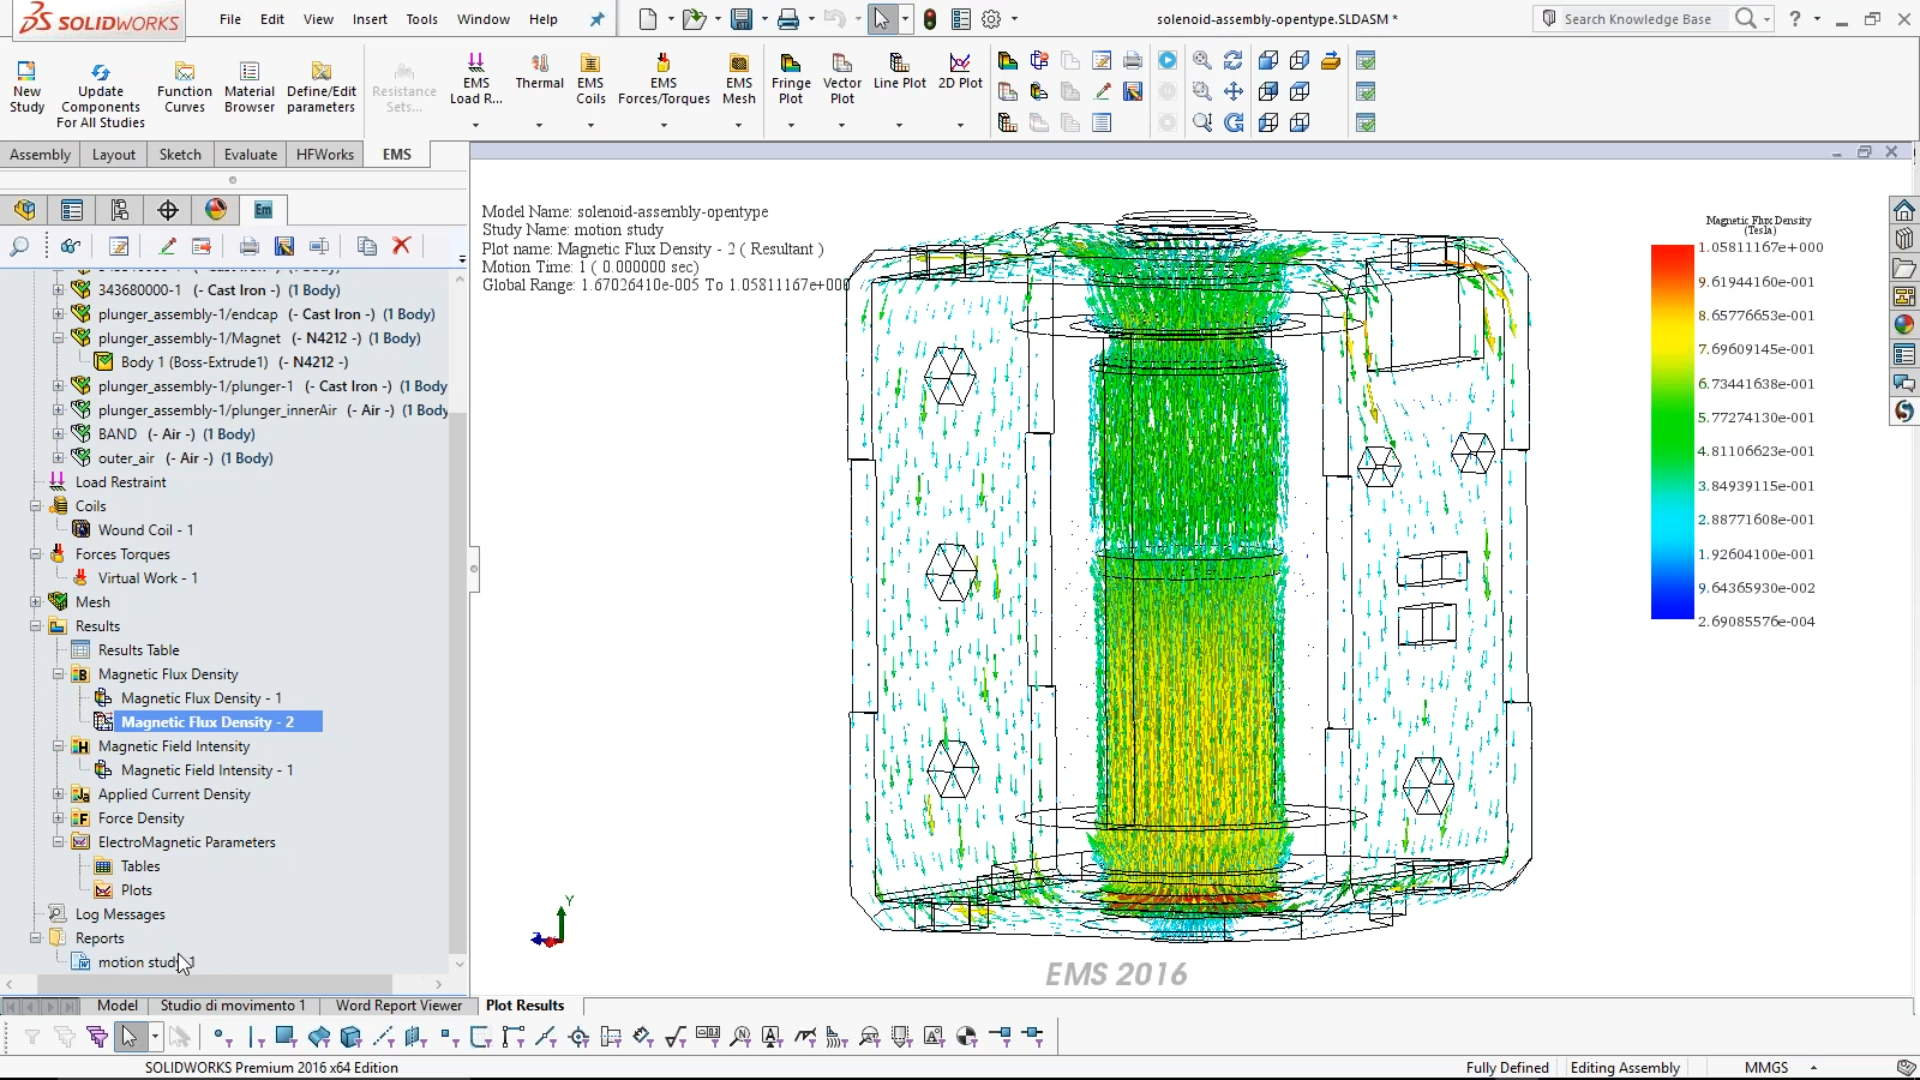 SOLIDWORKS
File Edit View Insert Tools Window Help
solenoid-assembly-opentype.SLDASM *
Search Knowledge Base
New Study
Update Components For All Studies
Function Curves
Material Browser
Define/Edit parameters
Resistance Sets...
EMS Load R...
Thermal
EMS Coils
EMS Forces/Torques
EMS Mesh
Fringe Plot
Vector Plot
Line Plot
2D Plot
Assembly Layout Sketch Evaluate HFWorks EMS
343680000-1 (- Cast Iron -) (1 Body)
plunger_assembly-1/endcap (- Cast Iron -) (1 Body)
plunger_assembly-1/Magnet (- N4212 -) (1 Body)
Body 1 (Boss-Extrude1) (- N4212 -)
plunger_assembly-1/plunger-1 (- Cast Iron -) (1 Body
plunger_assembly-1/plunger_innerAir (- Air -) (1 Body
BAND (- Air -) (1 Body)
outer_air (- Air -) (1 Body)
Load Restraint
Coils
Wound Coil - 1
Forces Torques
Virtual Work - 1
Mesh
Results
Results Table
Magnetic Flux Density
Magnetic Flux Density - 1
Magnetic Flux Density - 2
Magnetic Field Intensity
Magnetic Field Intensity - 1
Applied Current Density
Force Density
ElectroMagnetic Parameters
Tables
Plots
Log Messages
Reports
motion study 1
Model Name: solenoid-assembly-opentype
Study Name: motion study
Plot name: Magnetic Flux Density - 2 ( Resultant )
Motion Time: 1 ( 0.000000 sec)
Global Range: 1.67026410e-005 To 1.05811167e+000
Magnetic Flux Density
(Tesla)
1.05811167e+000
9.61944160e-001
8.65776653e-001
7.69609145e-001
6.73441638e-001
5.77274130e-001
4.81106623e-001
3.84939115e-001
2.88771608e-001
1.92604100e-001
9.64365930e-002
2.69085576e-004
Y
EMS 2016
Model Studio di movimento 1 Word Report Viewer Plot Results
SOLIDWORKS Premium 2016 x64 Edition
Fully Defined Editing Assembly MMGS